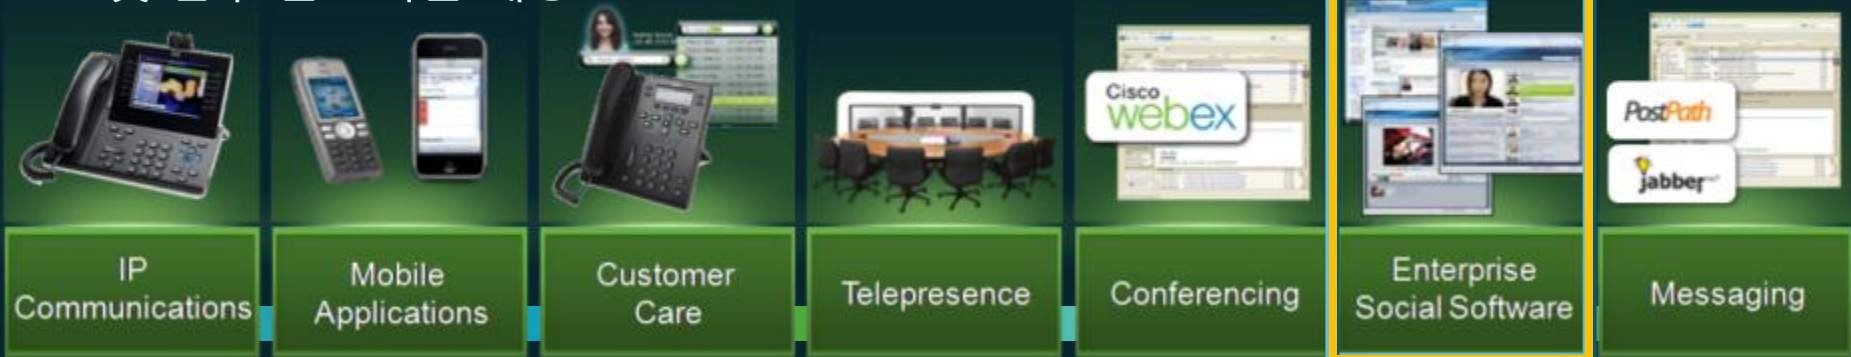 Cisco
webex
PostPath
jabber
IP
Communications
Mobile
Applications
Customer
Care
Telepresence
Conferencing
Enterprise
Social Software
Messaging